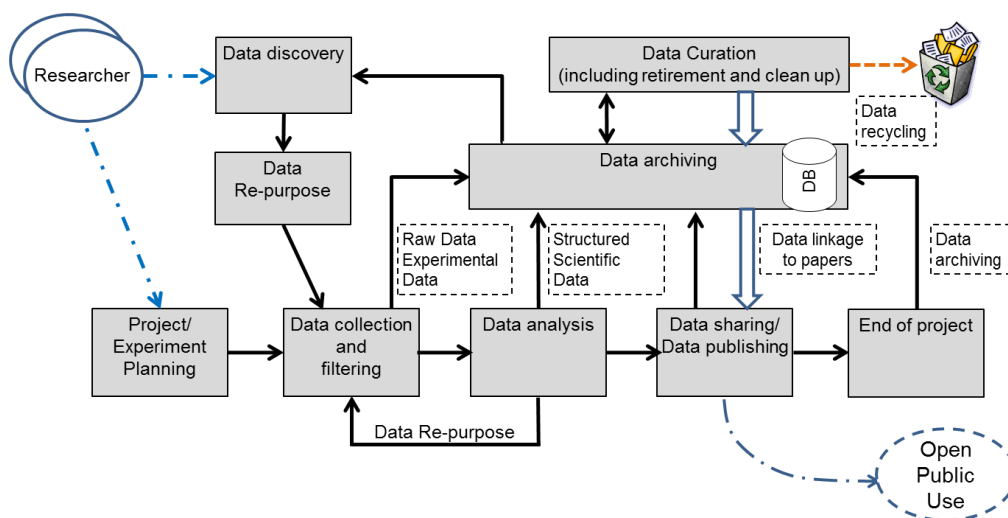 Researcher
Data discovery
Data Curation
(including retirement and clean up)
Data
recycling
Data
Re-purpose
Data archiving
DB
Raw Data
Experimental
Data
Structured
Scientific
Data
Data linkage
to papers
Data
archiving
Project/
Experiment
Planning
Data collection
and
filtering
Data analysis
Data sharing/
Data publishing
End of project
Data Re-purpose
Open
Public
Use